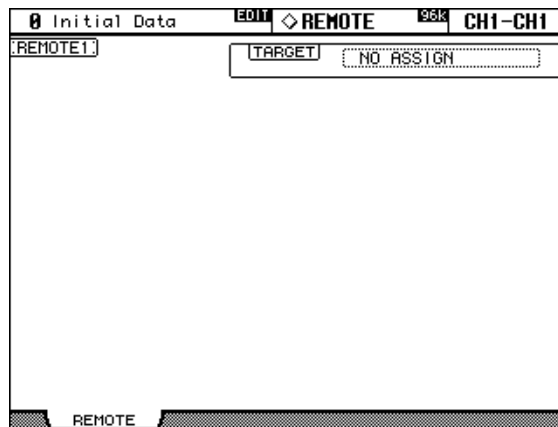 0 Initial Data EDIT ◇REMOTE 96k CH1-CH1
REMOTE1 TARGET NO ASSIGN
REMOTE